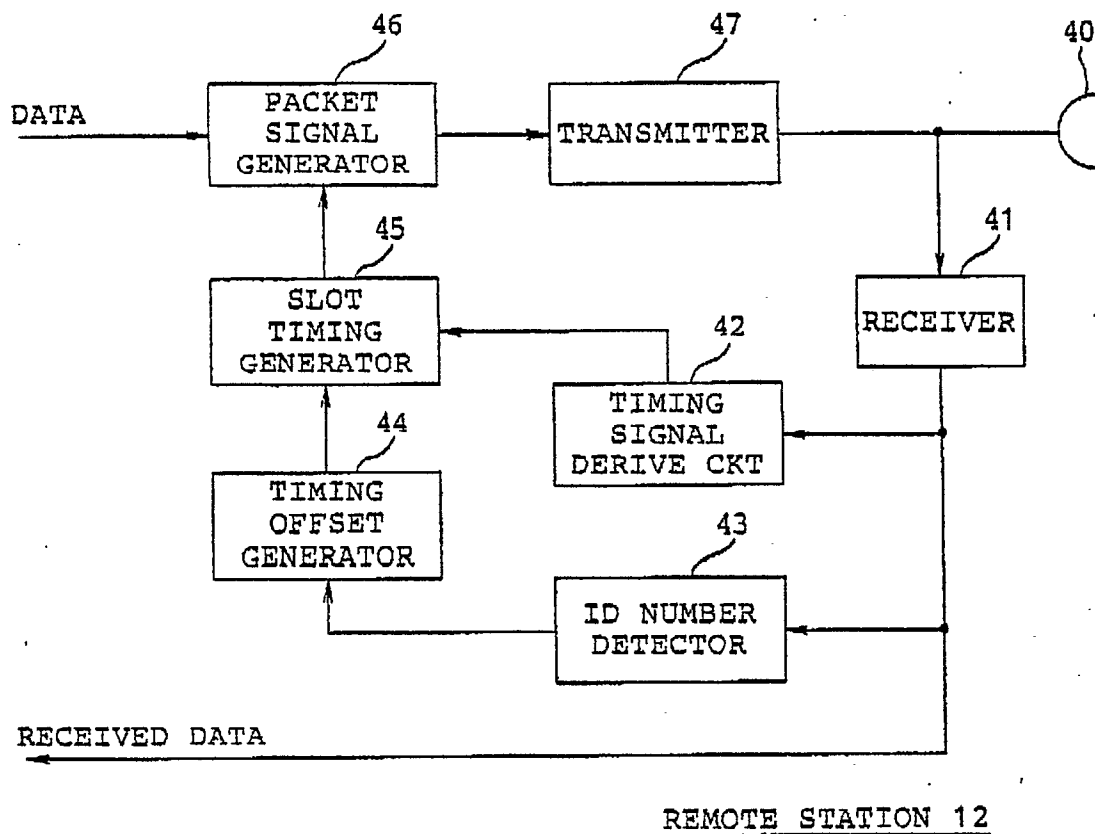 46
47
40
DATA
PACKET
SIGNAL
GENERATOR
TRANSMITTER
45
41
SLOT
TIMING
GENERATOR
RECEIVER
42
44
TIMING
SIGNAL
DERIVE CKT
TIMING
OFFSET
GENERATOR
43
ID NUMBER
DETECTOR
RECEIVED DATA
REMOTE STATION 12